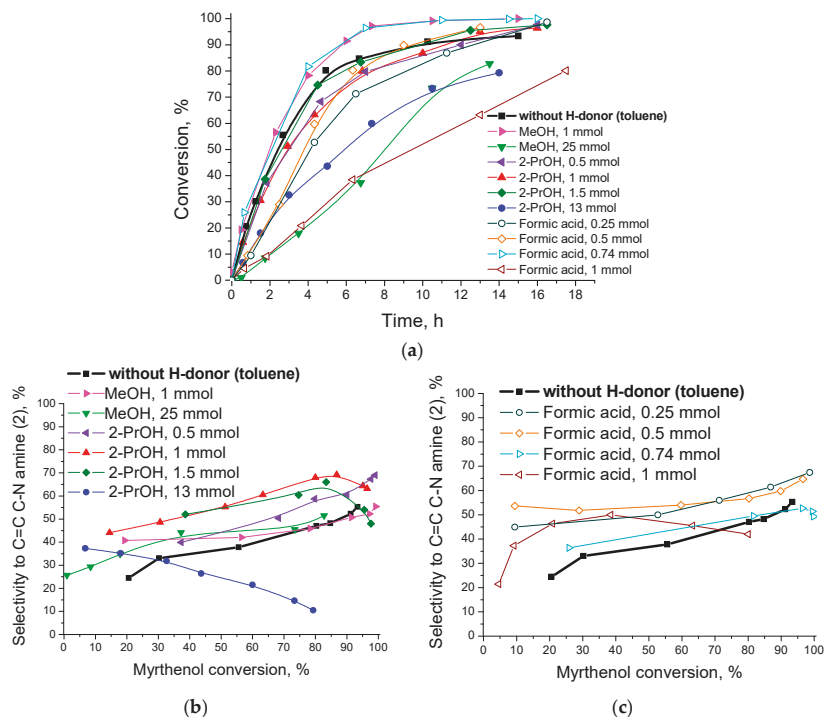 100
90
80
70
60
50
40
30
20
10
0
Conversion, %
without H-donor (toluene)
MeOH, 1 mmol
MeOH, 25 mmol
2-PrOH, 0.5 mmol
2-PrOH, 1 mmol
2-PrOH, 1.5 mmol
2-PrOH, 13 mmol
Formic acid, 0.25 mmol
Formic acid, 0.5 mmol
Formic acid, 0.74 mmol
Formic acid, 1 mmol
0 2 4 6 8 10 12 14 16 18
Time, h
(a)
Selectivity to C=C C-N amine (2), %
without H-donor (toluene)
MeOH, 1 mmol
MeOH, 25 mmol
2-PrOH, 0.5 mmol
2-PrOH, 1 mmol
2-PrOH, 1.5 mmol
2-PrOH, 13 mmol
100
90
80
70
60
50
40
30
20
10
0
0 10 20 30 40 50 60 70 80 90 100
Myrthenol conversion, %
(b)
Selectivity to C=C C-N amine (2), %
without H-donor (toluene)
Formic acid, 0.25 mmol
Formic acid, 0.5 mmol
Formic acid, 0.74 mmol
Formic acid, 1 mmol
100
90
80
70
60
50
40
30
20
10
0
0 10 20 30 40 50 60 70 80 90 100
Myrthenol conversion, %
(c)